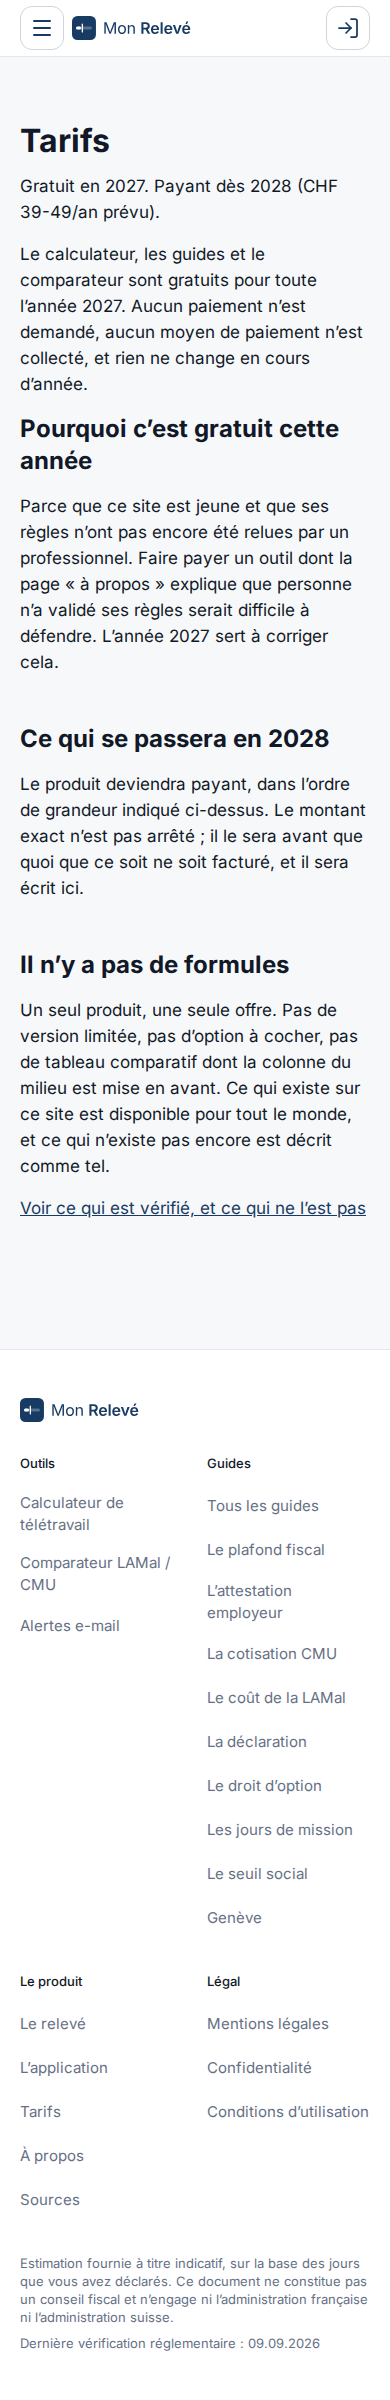 Mon Relevé
Tarifs
Gratuit en 2027. Payant dès 2028 (CHF
39-49/an prévu).
Le calculateur, les guides et le
comparateur sont gratuits pour toute
l’année 2027. Aucun paiement n’est
demandé, aucun moyen de paiement n’est
collecté, et rien ne change en cours
d’année.
Pourquoi c’est gratuit cette
année
Parce que ce site est jeune et que ses
règles n’ont pas encore été relues par un
professionnel. Faire payer un outil dont la
page « à propos » explique que personne
n’a validé ses règles serait difficile à
défendre. L’année 2027 sert à corriger
cela.
Ce qui se passera en 2028
Le produit deviendra payant, dans l’ordre
de grandeur indiqué ci-dessus. Le montant
exact n’est pas arrêté ; il le sera avant que
quoi que ce soit ne soit facturé, et il sera
écrit ici.
Il n’y a pas de formules
Un seul produit, une seule offre. Pas de
version limitée, pas d’option à cocher, pas
de tableau comparatif dont la colonne du
milieu est mise en avant. Ce qui existe sur
ce site est disponible pour tout le monde,
et ce qui n’existe pas encore est décrit
comme tel.
Voir ce qui est vérifié, et ce qui ne l’est pas
Mon Relevé
Outils
Calculateur de
télétravail
Comparateur LAMal /
CMU
Alertes e-mail
Guides
Tous les guides
Le plafond fiscal
L’attestation
employeur
La cotisation CMU
Le coût de la LAMal
La déclaration
Le droit d’option
Les jours de mission
Le seuil social
Genève
Le produit
Le relevé
L’application
Tarifs
À propos
Sources
Légal
Mentions légales
Confidentialité
Conditions d’utilisation
Estimation fournie à titre indicatif, sur la base des jours
que vous avez déclarés. Ce document ne constitue pas
un conseil fiscal et n’engage ni l’administration française
ni l’administration suisse.
Dernière vérification réglementaire : 09.09.2026